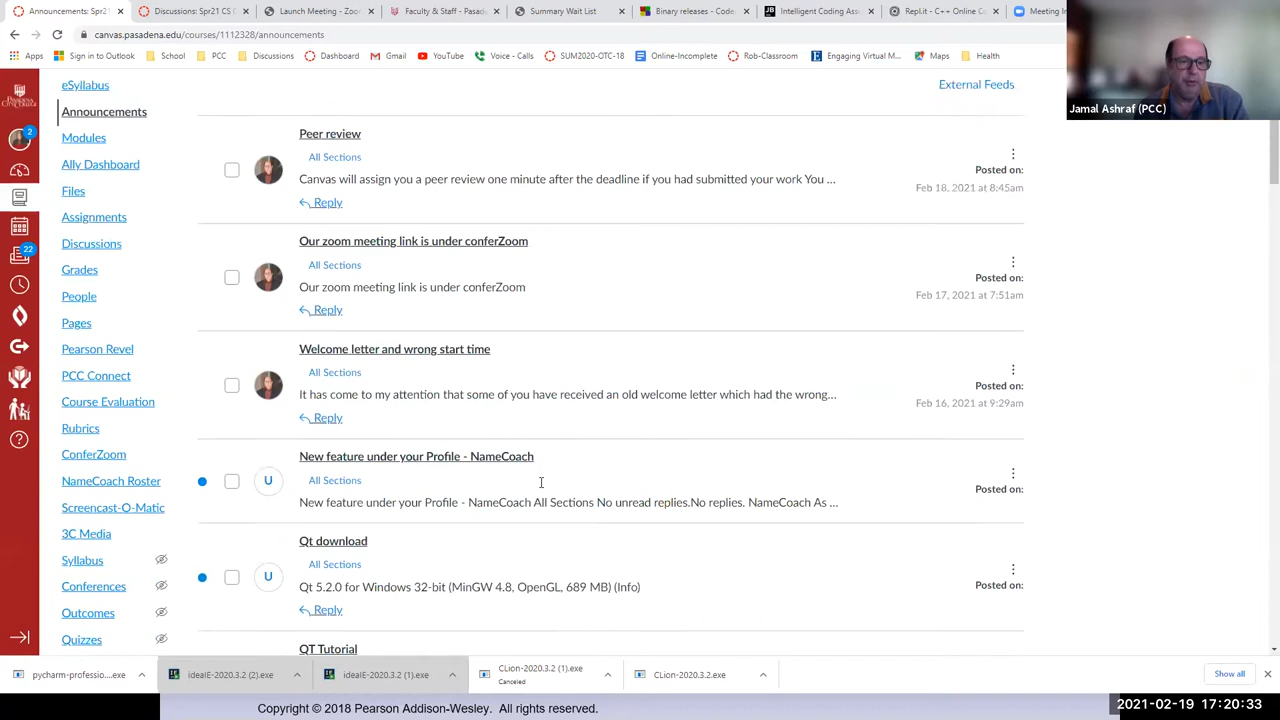 Announcements: Spr21
Discussions: Spr21 CS
Launch Meeting - Zoo
Faculty & Staff - Pasade
Summary Wait List
Binary releases - Code
Intelligent Coding Assi
Repl.it - C++ Online Co
Meeting In
canvas.pasadena.edu/courses/1112328/announcements
Apps
Sign in to Outlook
School
PCC
Discussions
Dashboard
Gmail
YouTube
Voice - Calls
SUM2020-OTC-18
Online-Incomplete
Rob-Classroom
Engaging Virtual M...
Maps
Health
Jamal Ashraf (PCC)
2
22
eSyllabus
Announcements
Modules
Ally Dashboard
Files
Assignments
Discussions
Grades
People
Pages
Pearson Revel
PCC Connect
Course Evaluation
Rubrics
ConferZoom
NameCoach Roster
Screencast-O-Matic
3C Media
Syllabus
Conferences
Outcomes
Quizzes
External Feeds
Peer review
All Sections
Canvas will assign you a peer review one minute after the deadline if you had submitted your work You ...
Reply
Posted on:
Feb 18, 2021 at 8:45am
Our zoom meeting link is under conferZoom
All Sections
Our zoom meeting link is under conferZoom
Reply
Posted on:
Feb 17, 2021 at 7:51am
Welcome letter and wrong start time
All Sections
It has come to my attention that some of you have received an old welcome letter which had the wrong...
Reply
Posted on:
Feb 16, 2021 at 9:29am
New feature under your Profile - NameCoach
U
All Sections
New feature under your Profile - NameCoach All Sections No unread replies.No replies. NameCoach As ...
Posted on:
Qt download
U
All Sections
Qt 5.2.0 for Windows 32-bit (MinGW 4.8, OpenGL, 689 MB) (Info)
Reply
Posted on:
QT Tutorial
pycharm-professio....exe
ideaIE-2020.3.2 (2).exe
ideaIE-2020.3.2 (1).exe
CLion-2020.3.2 (1).exe
Canceled
CLion-2020.3.2.exe
Show all
Copyright © 2018 Pearson Addison-Wesley. All rights reserved.
2021-02-19 17:20:33